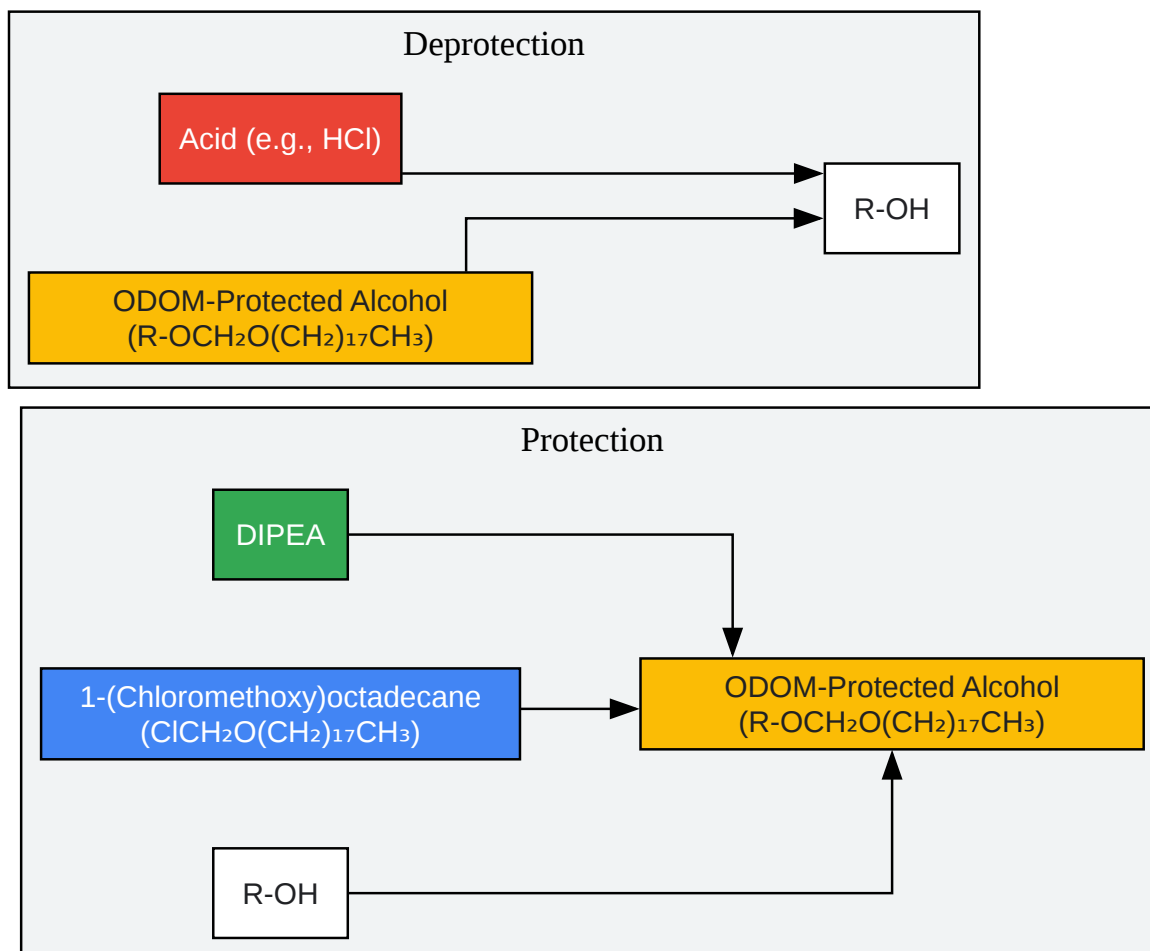 Deprotection
Acid (e.g., HCl)
R-OH
ODOM-Protected Alcohol
(R-OCH₂O(CH₂)₁₇CH₃)
Protection
DIPEA
1-(Chloromethoxy)octadecane
(ClCH₂O(CH₂)₁₇CH₃)
ODOM-Protected Alcohol
(R-OCH₂O(CH₂)₁₇CH₃)
R-OH